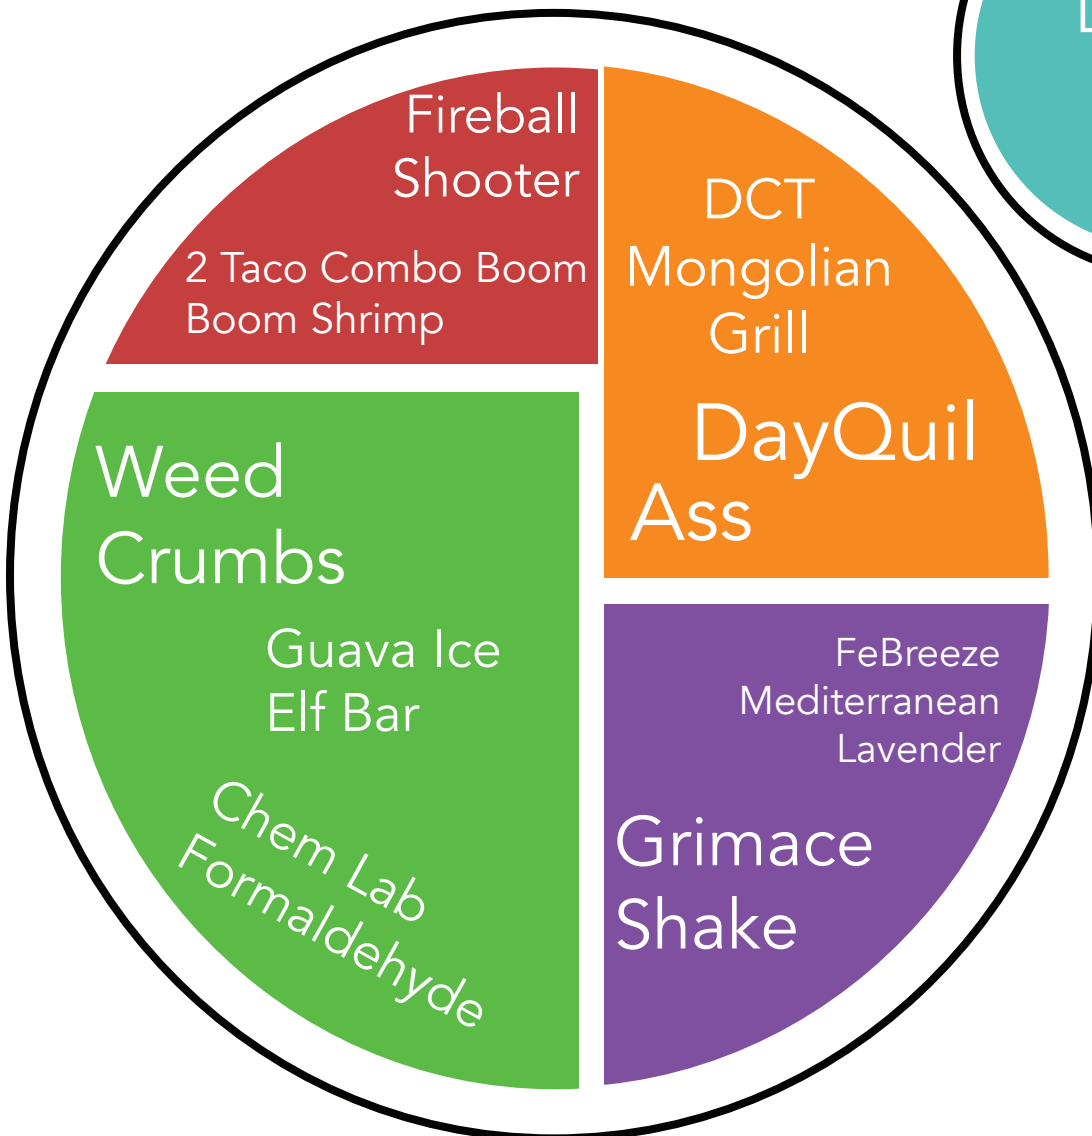 Fireball
Shooter
2 Taco Combo Boom
Boom Shrimp
DCT
Mongolian
Grill
DayQuil
Ass
Weed
Crumbs
Guava Ice
Elf Bar
Chem Lab
Formaldehyde
FeBreeze
Mediterranean
Lavender
Grimace
Shake